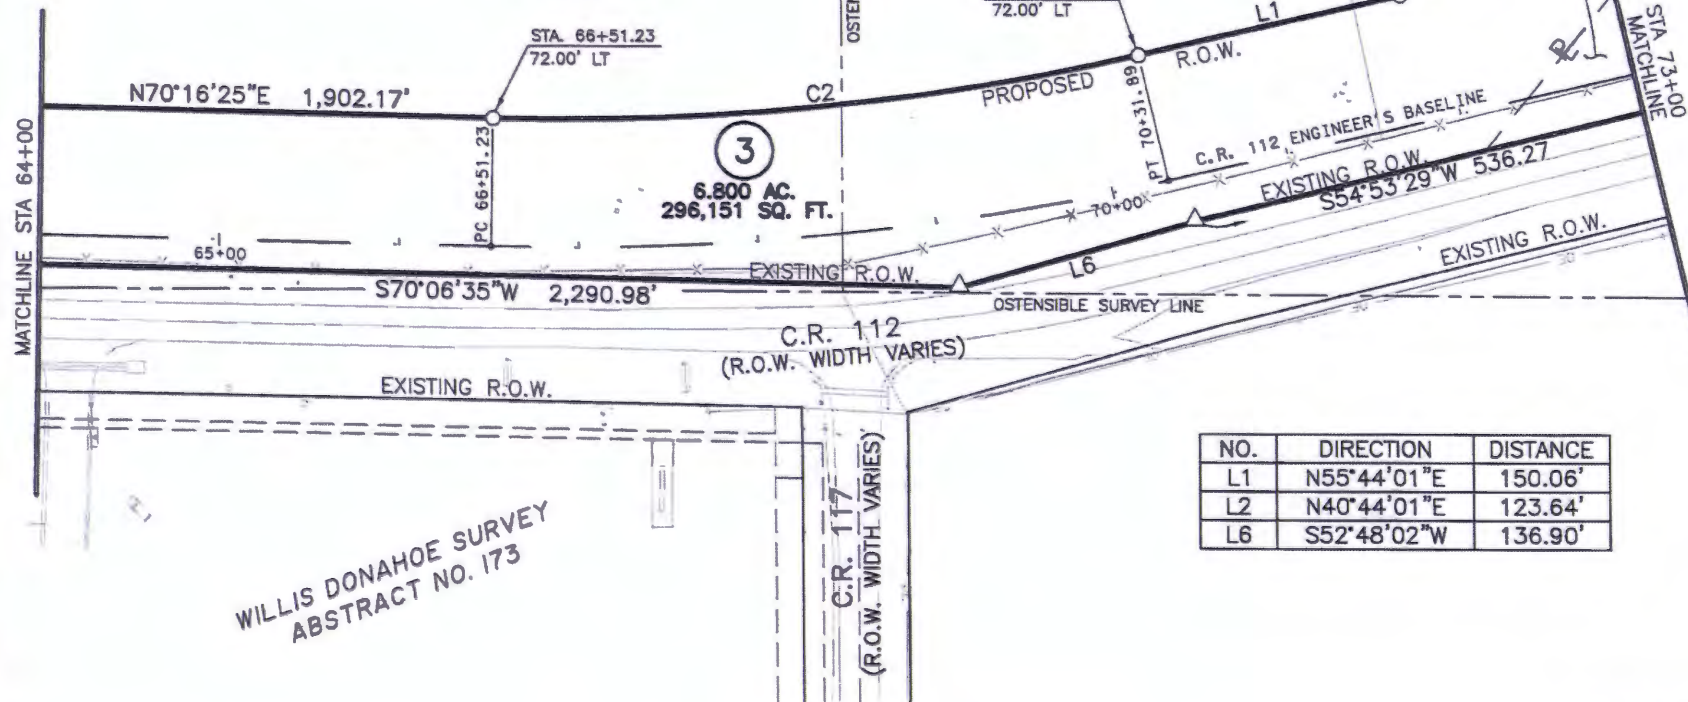 OSTEN
72.00' LT
L1
STA. 66+51.23
72.00' LT
R.O.W.
STA 73+00
MATCHLINE
N70°16'25"E 1,902.17'
C2
PROPOSED
PT 70+31.89
C.R. 112 ENGINEER'S BASELINE
PC 66+51.23
3
6.800 AC.
296,151 SQ. FT.
EXISTING R.O.W.
S54°53'29"W 536.27
70+00
MATCHLINE STA 64+00
65+00
EXISTING R.O.W.
L6
EXISTING R.O.W.
S70°06'35"W 2,290.98'
OSTENSIBLE SURVEY LINE
C.R. 112
(R.O.W. WIDTH VARIES)
EXISTING R.O.W.
C.R. 117
(R.O.W. WIDTH VARIES)
WILLIS DONAHOE SURVEY
ABSTRACT NO. 173
NO. DIRECTION DISTANCE
L1 N55°44'01"E 150.06'
L2 N40°44'01"E 123.64'
L6 S52°48'02"W 136.90'